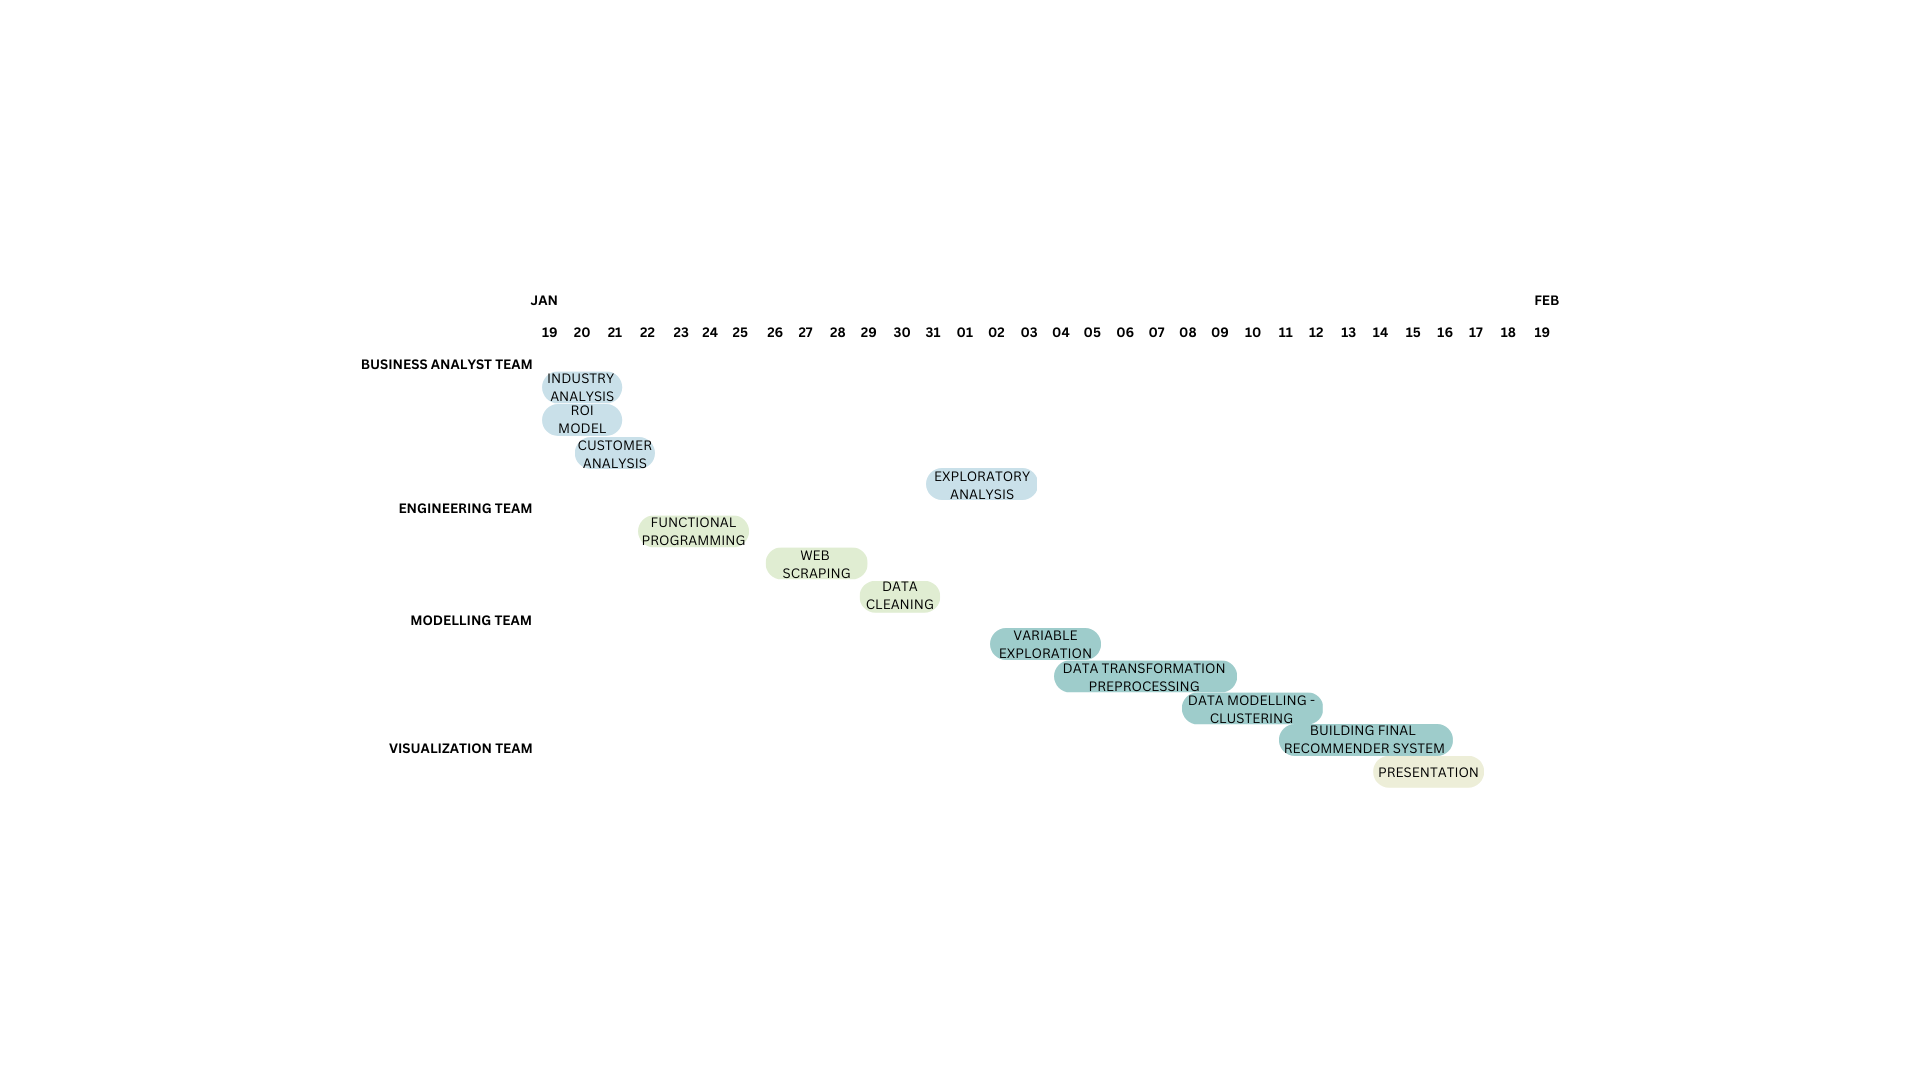 JAN FEB
19 20 21 22 23 24 25 26 27 28 29 30 31 01 02 03 04 05 06 07 08 09 10 11 12 13 14 15 16 17 18 19
BUSINESS ANALYST TEAM
INDUSTRY
ANALYSIS
ROI
MODEL
CUSTOMER
ANALYSIS
EXPLORATORY
ANALYSIS
ENGINEERING TEAM
FUNCTIONAL
PROGRAMMING
WEB
SCRAPING
DATA
CLEANING
MODELLING TEAM
VARIABLE
EXPLORATION
DATA TRANSFORMATION
PREPROCESSING
DATA MODELLING -
CLUSTERING
BUILDING FINAL
RECOMMENDER SYSTEM
VISUALIZATION TEAM
PRESENTATION